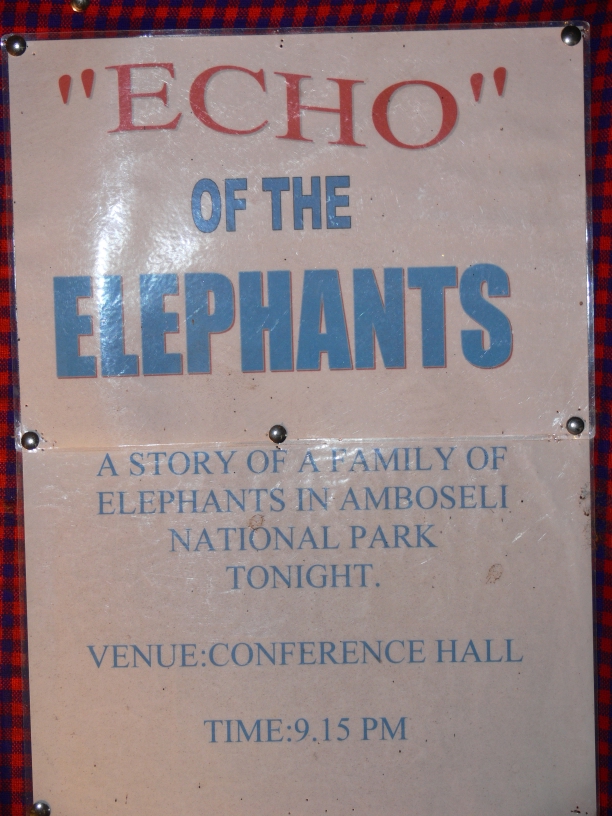 "ECHO"
OF THE
ELEPHANTS
A STORY OF A FAMILY OF
ELEPHANTS IN AMBOSELI
NATIONAL PARK
TONIGHT.
VENUE:CONFERENCE HALL
TIME:9.15 PM